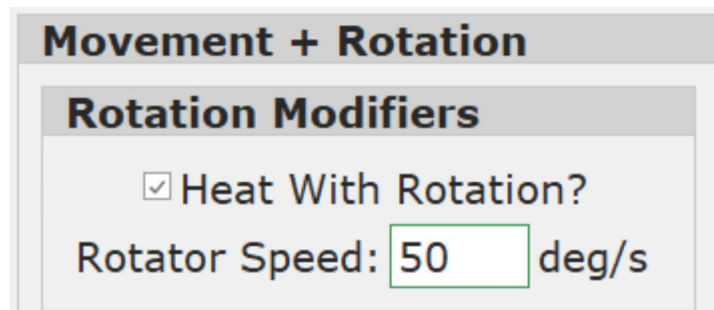 Movement + Rotation
Rotation Modifiers
Heat With Rotation?
Rotator Speed: 50 deg/s